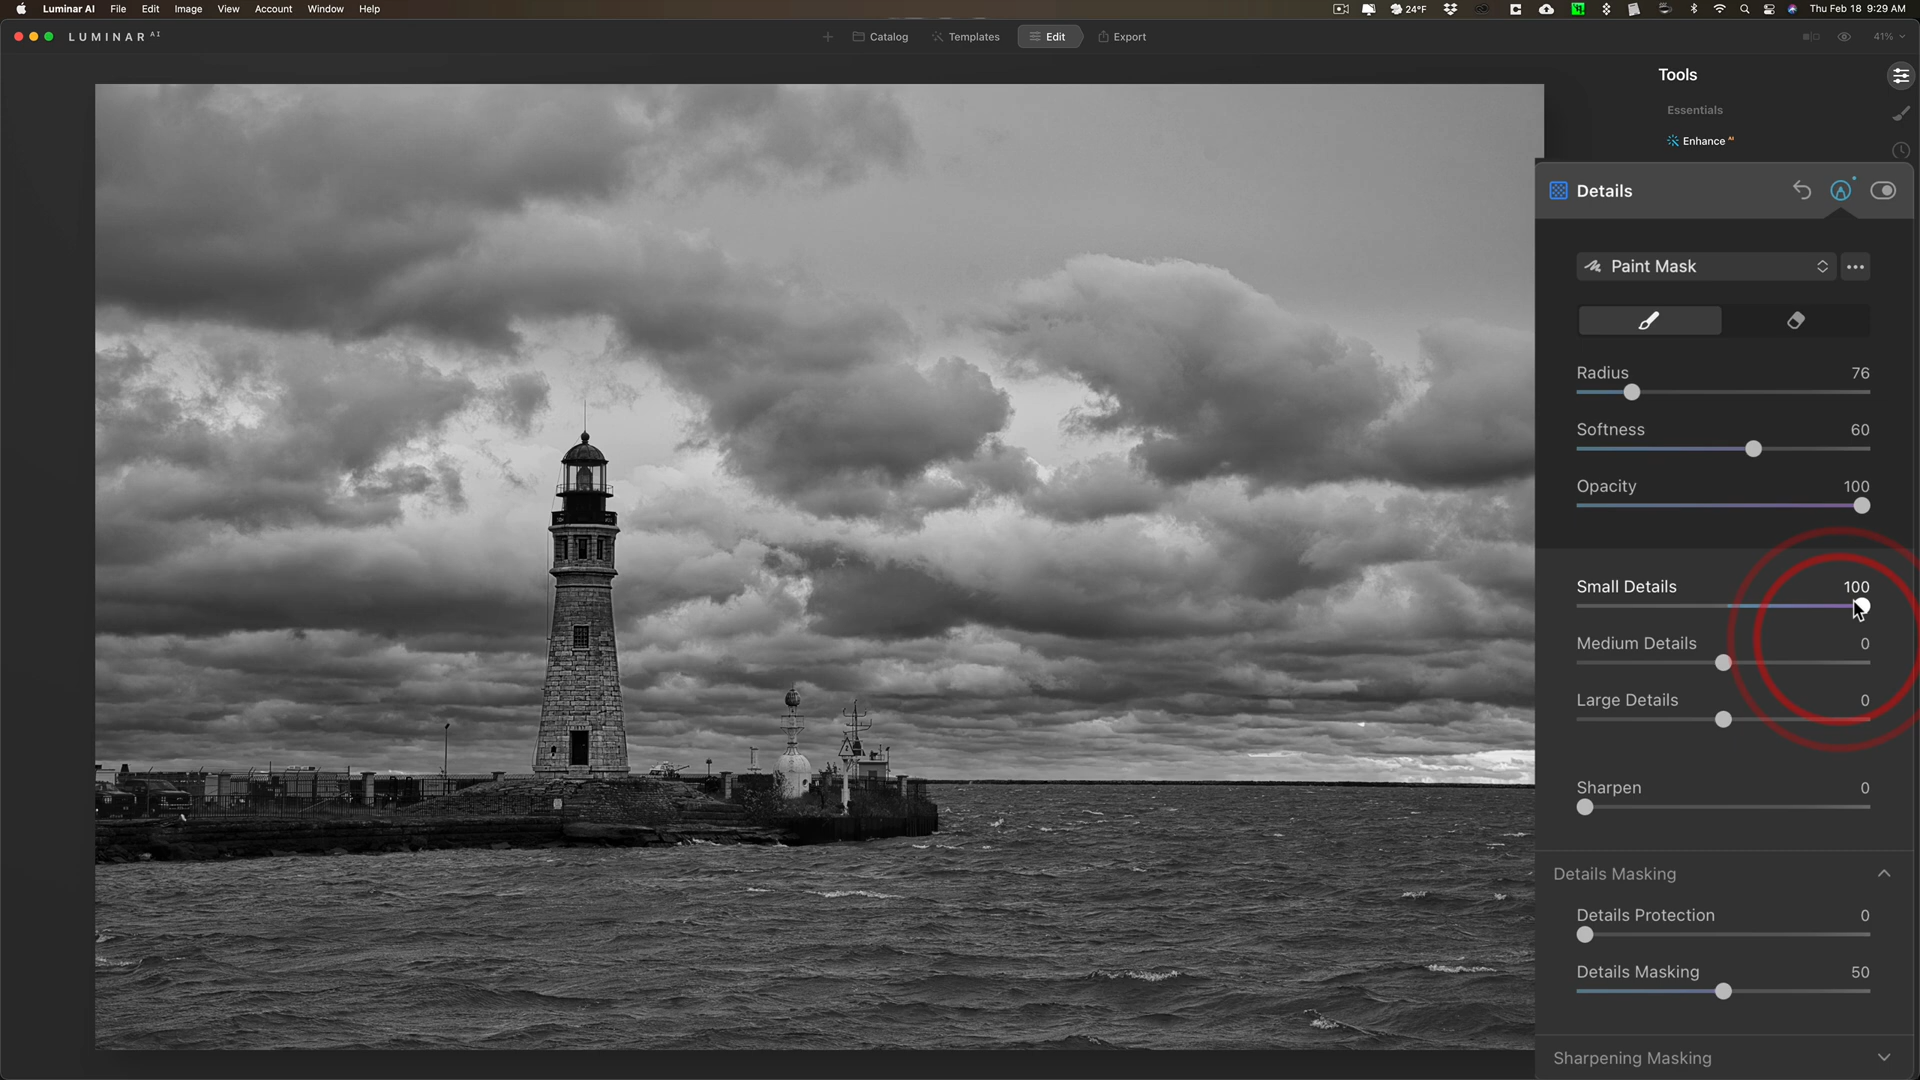 Luminar AI File Edit Image View Account Window Help 24°F Thu Feb 18 9:29 AM
LUMINAR AI Catalog Templates Edit Export 41%
Tools
Essentials
Enhance AI
Details
Paint Mask
Radius 76
Softness 60
Opacity 100
Small Details 100
Medium Details 0
Large Details 0
Sharpen 0
Details Masking
Details Protection 0
Details Masking 50
Sharpening Masking